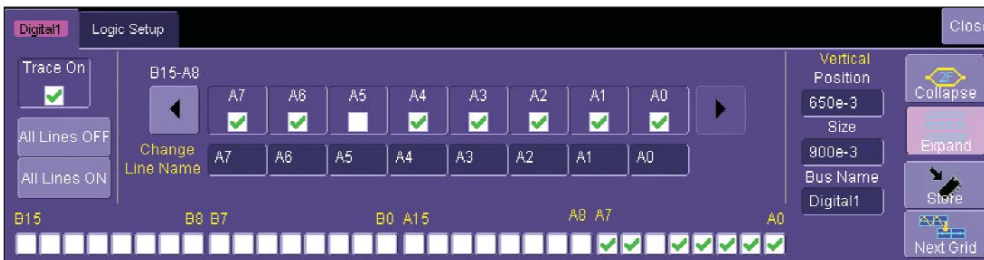 Digital1 Logic Setup Close
Trace On
B15-A8
A7 A6 A5 A4 A3 A2 A1 A0
All Lines OFF
All Lines ON
Change
Line Name
A7 A6 A5 A4 A3 A2 A1 A0
B15 B8 B7 B0 A15 A8 A7 A0
Vertical
Position
650e-3
Size
900e-3
Bus Name
Digital1
2F
Collapse
Expand
Store
Next Grid